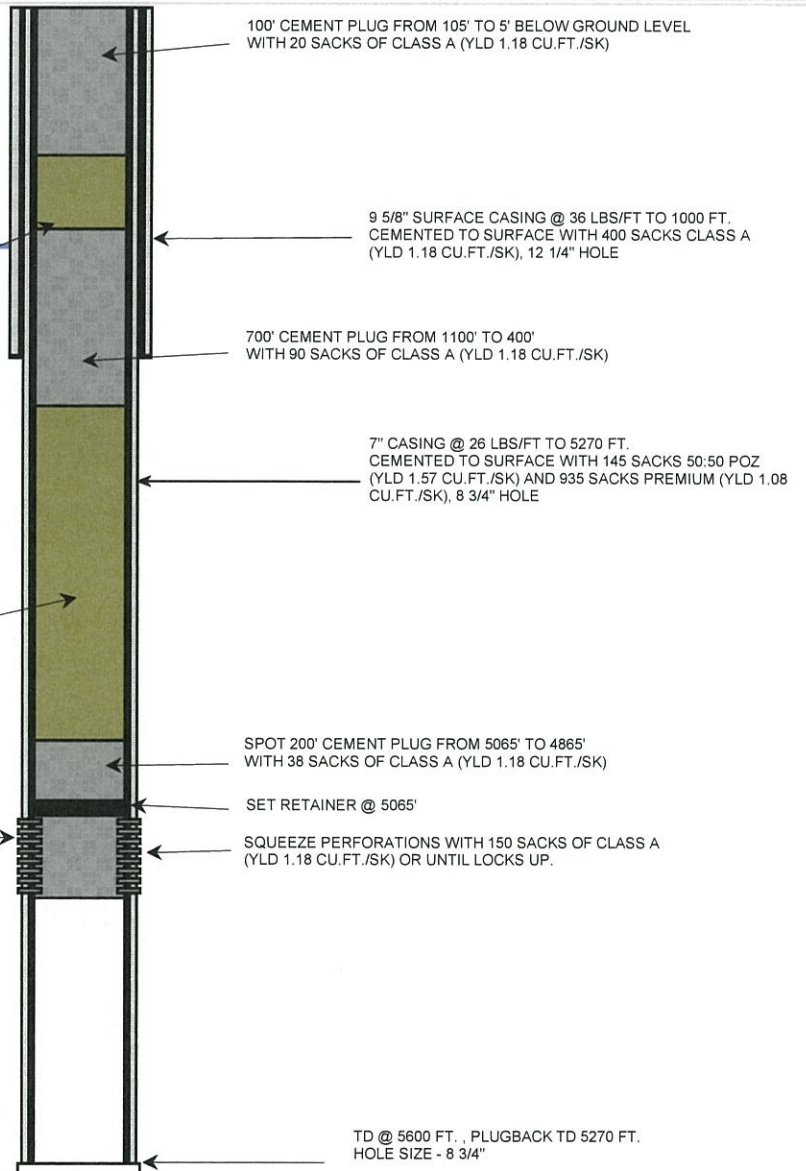 100' CEMENT PLUG FROM 105' TO 5' BELOW GROUND LEVEL
WITH 20 SACKS OF CLASS A (YLD 1.18 CU.FT./SK)
9 5/8" SURFACE CASING @ 36 LBS/FT TO 1000 FT.
CEMENTED TO SURFACE WITH 400 SACKS CLASS A
(YLD 1.18 CU.FT./SK), 12 1/4" HOLE
700' CEMENT PLUG FROM 1100' TO 400'
WITH 90 SACKS OF CLASS A (YLD 1.18 CU.FT./SK)
7" CASING @ 26 LBS/FT TO 5270 FT.
CEMENTED TO SURFACE WITH 145 SACKS 50:50 POZ
(YLD 1.57 CU.FT./SK) AND 935 SACKS PREMIUM (YLD 1.08
CU.FT./SK), 8 3/4" HOLE
SPOT 200' CEMENT PLUG FROM 5065' TO 4865'
WITH 38 SACKS OF CLASS A (YLD 1.18 CU.FT./SK)
SET RETAINER @ 5065'
SQUEEZE PERFORATIONS WITH 150 SACKS OF CLASS A
(YLD 1.18 CU.FT./SK) OR UNTIL LOCKS UP.
TD @ 5600 FT. , PLUGBACK TD 5270 FT.
HOLE SIZE - 8 3/4"